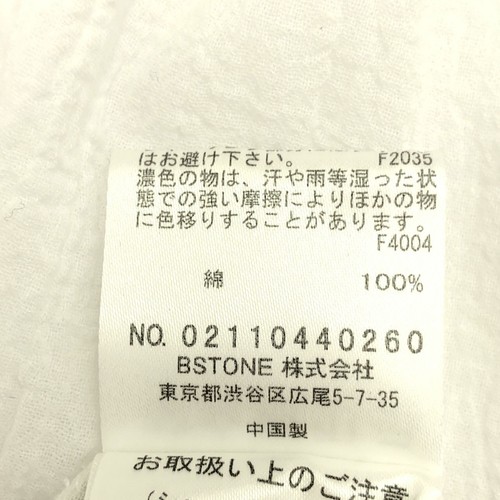 はお避け下さい。 F2035
濃色の物は、汗や雨等湿った状
態での強い摩擦によりほかの物
に色移りすることがあります。
F4004
綿 100%
NO. 02110440260
BSTONE 株式会社
東京都渋谷区広尾5-7-35
中国製
お取扱い上のご注意